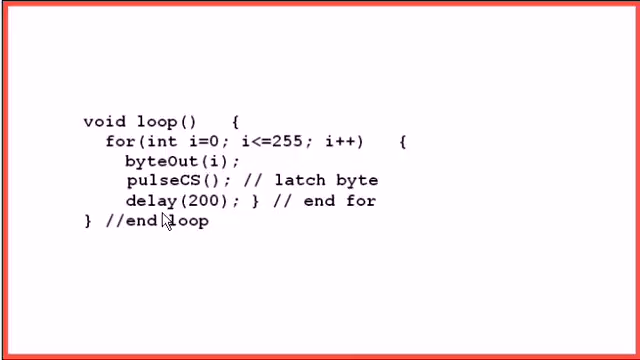 void loop()   {
  for(int i=0; i<=255; i++)   {
    byteOut(i);
    pulseCS(); // latch byte
    delay(200); } // end for
} //end loop